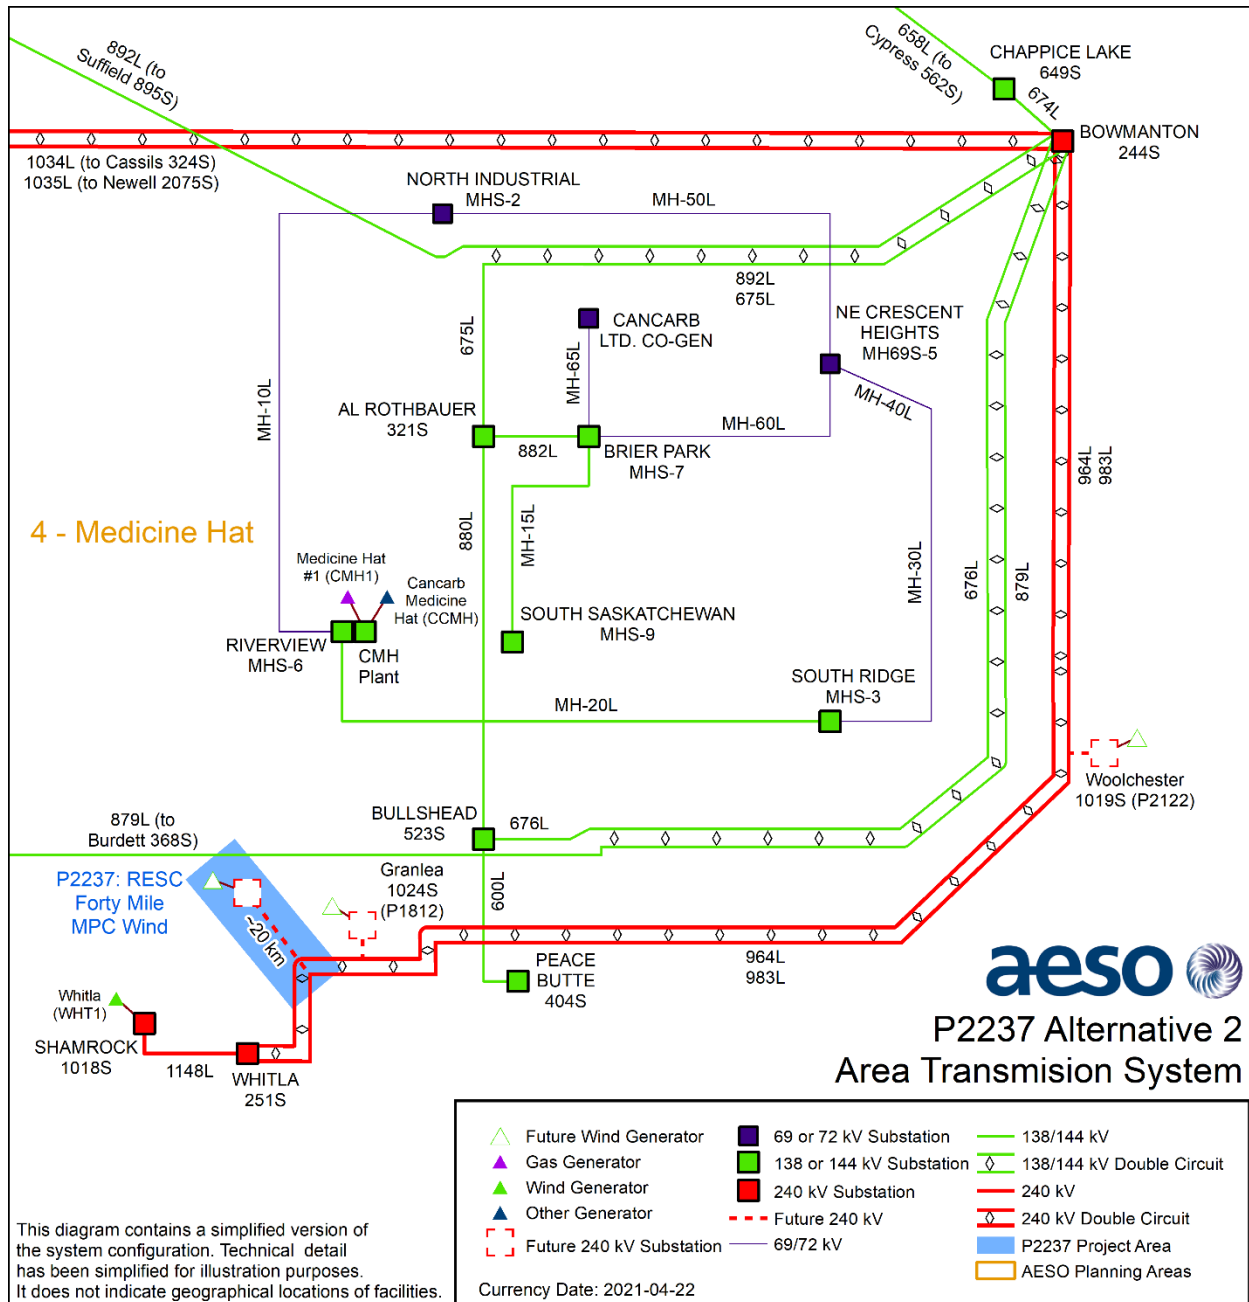 892L (to
Suffield 895S)
658L (to
Cypress 562S)
CHAPPICE LAKE
649S
674L
BOWMANTON
244S
1034L (to Cassils 324S)
1035L (to Newell 2075S)
NORTH INDUSTRIAL
MHS-2
MH-50L
892L
675L
CANCARB
LTD. CO-GEN
NE CRESCENT
HEIGHTS
MH69S-5
675L
MH-65L
MH-10L
MH-40L
AL ROTHBAUER
321S
882L
MH-60L
BRIER PARK
MHS-7
964L
983L
4 - Medicine Hat
880L
MH-15L
MH-30L
676L
879L
Medicine Hat
#1 (CMH1)
Cancarb
Medicine
Hat (CCMH)
SOUTH SASKATCHEWAN
MHS-9
RIVERVIEW
MHS-6
CMH
Plant
SOUTH RIDGE
MHS-3
MH-20L
Woolchester
1019S (P2122)
879L (to
Burdett 368S)
BULLSHEAD
523S
676L
Granlea
1024S
(P1812)
600L
P2237: RESC
Forty Mile
MPC Wind
~20 km
PEACE
BUTTE
404S
964L
983L
Whitla
(WHT1)
SHAMROCK
1018S
1148L
WHITLA
251S
aeso
P2237 Alternative 2
Area Transmision System
Future Wind Generator
Gas Generator
Wind Generator
Other Generator
Future 240 kV Substation
69 or 72 kV Substation
138 or 144 kV Substation
240 kV Substation
Future 240 kV
69/72 kV
138/144 kV
138/144 kV Double Circuit
240 kV
240 kV Double Circuit
P2237 Project Area
AESO Planning Areas
Currency Date: 2021-04-22
This diagram contains a simplified version of
the system configuration. Technical detail
has been simplified for illustration purposes.
It does not indicate geographical locations of facilities.